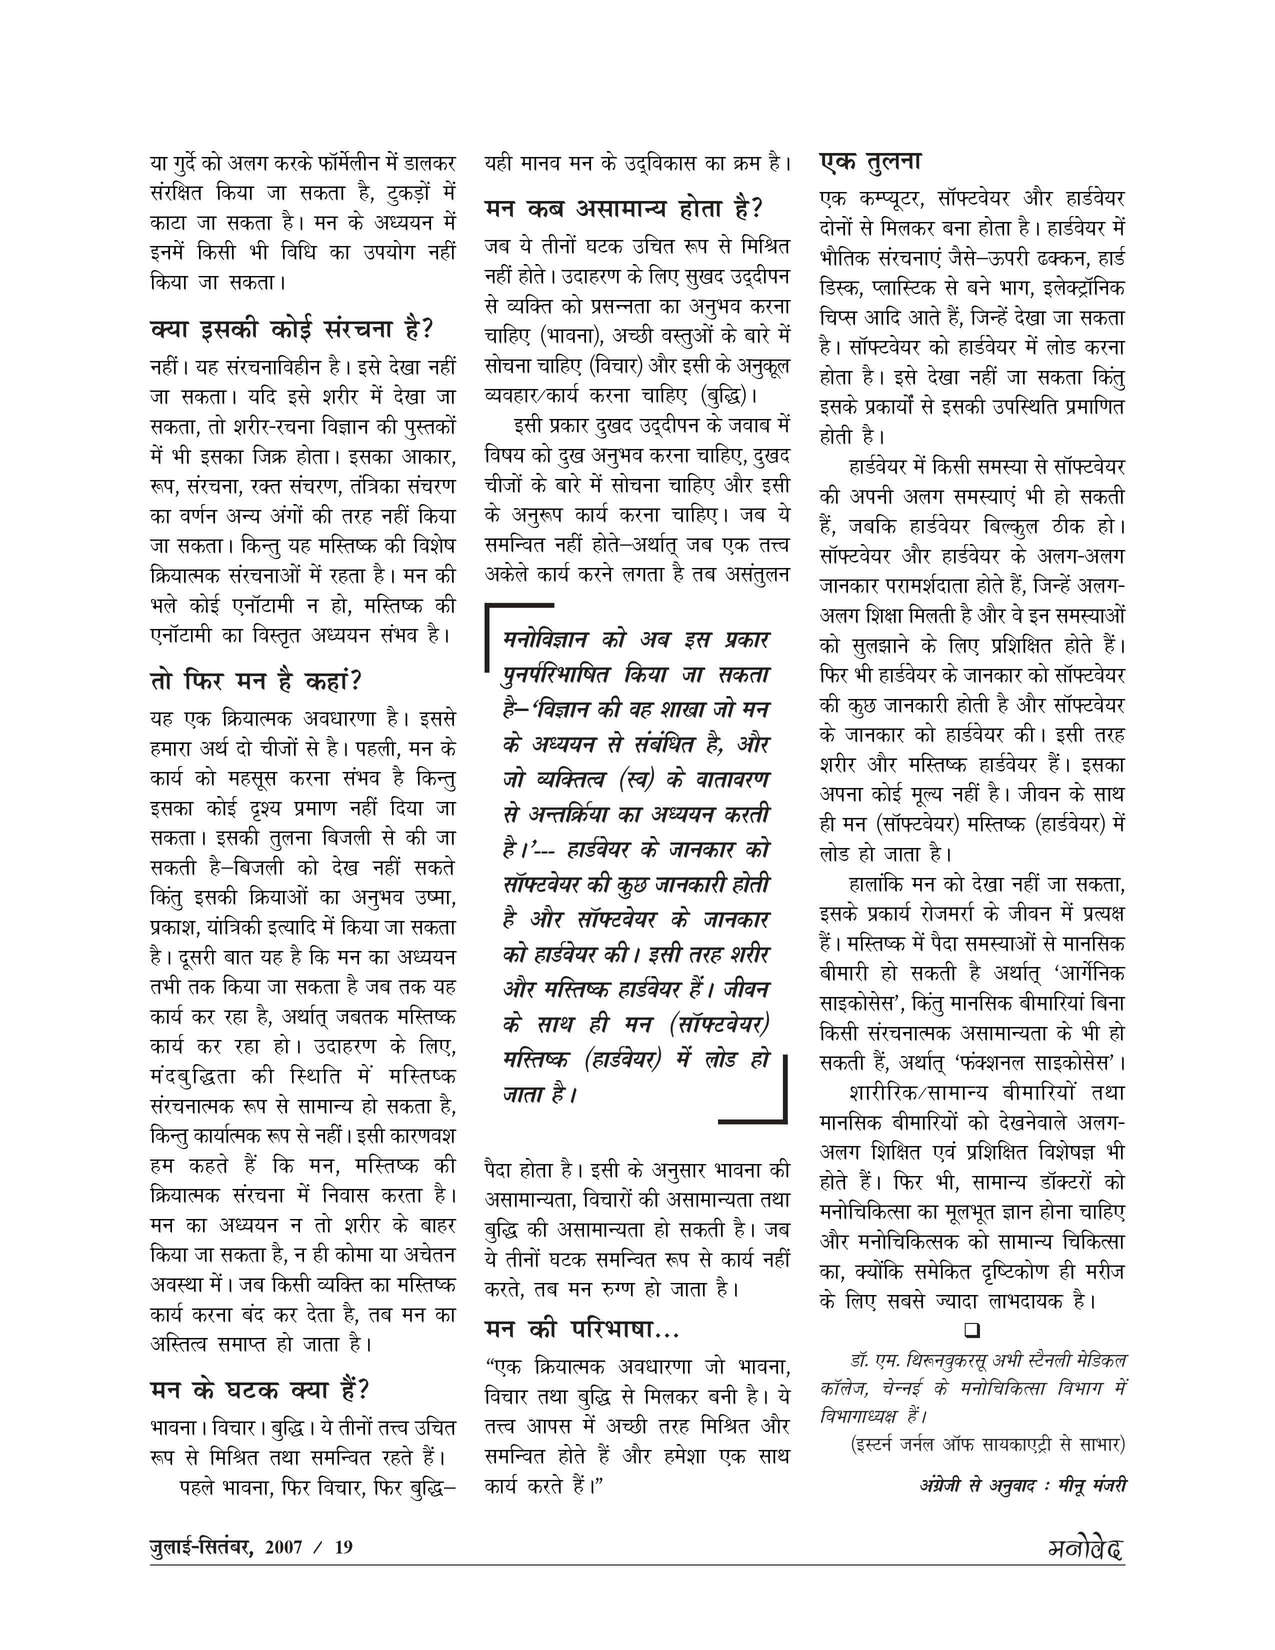 या गुर्दे को अलग करके फॉर्मेलीन में डालकर
संरक्षित किया जा सकता है, टुकड़ों में
काटा जा सकता है। मन के अध्ययन में
इनमें किसी भी विधि का उपयोग नहीं
किया जा सकता।
क्या इसकी कोई संरचना है?
नहीं। यह संरचनाविहीन है। इसे देखा नहीं
जा सकता। यदि इसे शरीर में देखा जा
सकता, तो शरीर-रचना विज्ञान की पुस्तकों
में भी इसका जिक्र होता। इसका आकार,
रूप, संरचना, रक्त संचरण, तंत्रिका संचरण
का वर्णन अन्य अंगों की तरह नहीं किया
जा सकता। किन्तु यह मस्तिष्क की विशेष
क्रियात्मक संरचनाओं में रहता है। मन की
भले कोई एनॉटामी न हो, मस्तिष्क की
एनॉटामी का विस्तृत अध्ययन संभव है।
तो फिर मन है कहां?
यह एक क्रियात्मक अवधारणा है। इससे
हमारा अर्थ दो चीजों से है। पहली, मन के
कार्य को महसूस करना संभव है किन्तु
इसका कोई दृश्य प्रमाण नहीं दिया जा
सकता। इसकी तुलना बिजली से की जा
सकती है–बिजली को देख नहीं सकते
किंतु इसकी क्रियाओं का अनुभव उष्मा,
प्रकाश, यांत्रिकी इत्यादि में किया जा सकता
है। दूसरी बात यह है कि मन का अध्ययन
तभी तक किया जा सकता है जब तक यह
कार्य कर रहा है, अर्थात् जबतक मस्तिष्क
कार्य कर रहा हो। उदाहरण के लिए,
मंदबुद्धिता की स्थिति में मस्तिष्क
संरचनात्मक रूप से सामान्य हो सकता है,
किन्तु कार्यात्मक रूप से नहीं। इसी कारणवश
हम कहते हैं कि मन, मस्तिष्क की
क्रियात्मक संरचना में निवास करता है।
मन का अध्ययन न तो शरीर के बाहर
किया जा सकता है, न ही कोमा या अचेतन
अवस्था में। जब किसी व्यक्ति का मस्तिष्क
कार्य करना बंद कर देता है, तब मन का
अस्तित्व समाप्त हो जाता है।
मन के घटक क्या हैं?
भावना। विचार। बुद्धि। ये तीनों तत्त्व उचित
रूप से मिश्रित तथा समन्वित रहते हैं।
पहले भावना, फिर विचार, फिर बुद्धि–
यही मानव मन के उद्‌विकास का क्रम है।
मन कब असामान्य होता है?
जब ये तीनों घटक उचित रूप से मिश्रित
नहीं होते। उदाहरण के लिए सुखद उद्‌दीपन
से व्यक्ति को प्रसन्नता का अनुभव करना
चाहिए (भावना), अच्छी वस्तुओं के बारे में
सोचना चाहिए (विचार) और इसी के अनुकूल
व्यवहार/कार्य करना चाहिए (बुद्धि)।
इसी प्रकार दुखद उद्‌दीपन के जवाब में
विषय को दुख अनुभव करना चाहिए, दुखद
चीजों के बारे में सोचना चाहिए और इसी
के अनुरूप कार्य करना चाहिए। जब ये
समन्वित नहीं होते–अर्थात् जब एक तत्त्व
अकेले कार्य करने लगता है तब असंतुलन
मनोविज्ञान को अब इस प्रकार
पुनर्परिभाषित किया जा सकता
है–‘विज्ञान की वह शाखा जो मन
के अध्ययन से संबंधित है, और
जो व्यक्तित्व (स्व) के वातावरण
से अन्तर्क्रिया का अध्ययन करती
है।’--- हार्डवेयर के जानकार को
सॉफ्टवेयर की कुछ जानकारी होती
है और सॉफ्टवेयर के जानकार
को हार्डवेयर की। इसी तरह शरीर
और मस्तिष्क हार्डवेयर हैं। जीवन
के साथ ही मन (सॉफ्टवेयर)
मस्तिष्क (हार्डवेयर) में लोड हो
जाता है।
पैदा होता है। इसी के अनुसार भावना की
असामान्यता, विचारों की असामान्यता तथा
बुद्धि की असामान्यता हो सकती है। जब
ये तीनों घटक समन्वित रूप से कार्य नहीं
करते, तब मन रुग्ण हो जाता है।
मन की परिभाषा...
“एक क्रियात्मक अवधारणा जो भावना,
विचार तथा बुद्धि से मिलकर बनी है। ये
तत्त्व आपस में अच्छी तरह मिश्रित और
समन्वित होते हैं और हमेशा एक साथ
कार्य करते हैं।”
एक तुलना
एक कम्प्यूटर, सॉफ्टवेयर और हार्डवेयर
दोनों से मिलकर बना होता है। हार्डवेयर में
भौतिक संरचनाएं जैसे–ऊपरी ढक्कन, हार्ड
डिस्क, प्लास्टिक से बने भाग, इलेक्ट्रॉनिक
चिप्स आदि आते हैं, जिन्हें देखा जा सकता
है। सॉफ्टवेयर को हार्डवेयर में लोड करना
होता है। इसे देखा नहीं जा सकता किंतु
इसके प्रकार्यों से इसकी उपस्थिति प्रमाणित
होती है।
हार्डवेयर में किसी समस्या से सॉफ्टवेयर
की अपनी अलग समस्याएं भी हो सकती
हैं, जबकि हार्डवेयर बिल्कुल ठीक हो।
सॉफ्टवेयर और हार्डवेयर के अलग-अलग
जानकार परामर्शदाता होते हैं, जिन्हें अलग-
अलग शिक्षा मिलती है और वे इन समस्याओं
को सुलझाने के लिए प्रशिक्षित होते हैं।
फिर भी हार्डवेयर के जानकार को सॉफ्टवेयर
की कुछ जानकारी होती है और सॉफ्टवेयर
के जानकार को हार्डवेयर की। इसी तरह
शरीर और मस्तिष्क हार्डवेयर हैं। इसका
अपना कोई मूल्य नहीं है। जीवन के साथ
ही मन (सॉफ्टवेयर) मस्तिष्क (हार्डवेयर) में
लोड हो जाता है।
हालांकि मन को देखा नहीं जा सकता,
इसके प्रकार्य रोजमर्रा के जीवन में प्रत्यक्ष
हैं। मस्तिष्क में पैदा समस्याओं से मानसिक
बीमारी हो सकती है अर्थात् ‘आर्गेनिक
साइकोसेस’, किंतु मानसिक बीमारियां बिना
किसी संरचनात्मक असामान्यता के भी हो
सकती हैं, अर्थात् ‘फंक्शनल साइकोसेस’।
शारीरिक/सामान्य बीमारियों तथा
मानसिक बीमारियों को देखनेवाले अलग-
अलग शिक्षित एवं प्रशिक्षित विशेषज्ञ भी
होते हैं। फिर भी, सामान्य डॉक्टरों को
मनोचिकित्सा का मूलभूत ज्ञान होना चाहिए
और मनोचिकित्सक को सामान्य चिकित्सा
का, क्योंकि समेकित दृष्टिकोण ही मरीज
के लिए सबसे ज्यादा लाभदायक है।
❑
डॉ. एम. थिरूनवुकरसू अभी स्टैनली मेडिकल
कॉलेज, चेन्नई के मनोचिकित्सा विभाग में
विभागाध्यक्ष हैं।
(इस्टर्न जर्नल ऑफ सायकाएट्री से साभार)
अंग्रेजी से अनुवाद : मीनू मंजरी
जुलाई-सितंबर, 2007 / 19
मनोवेद